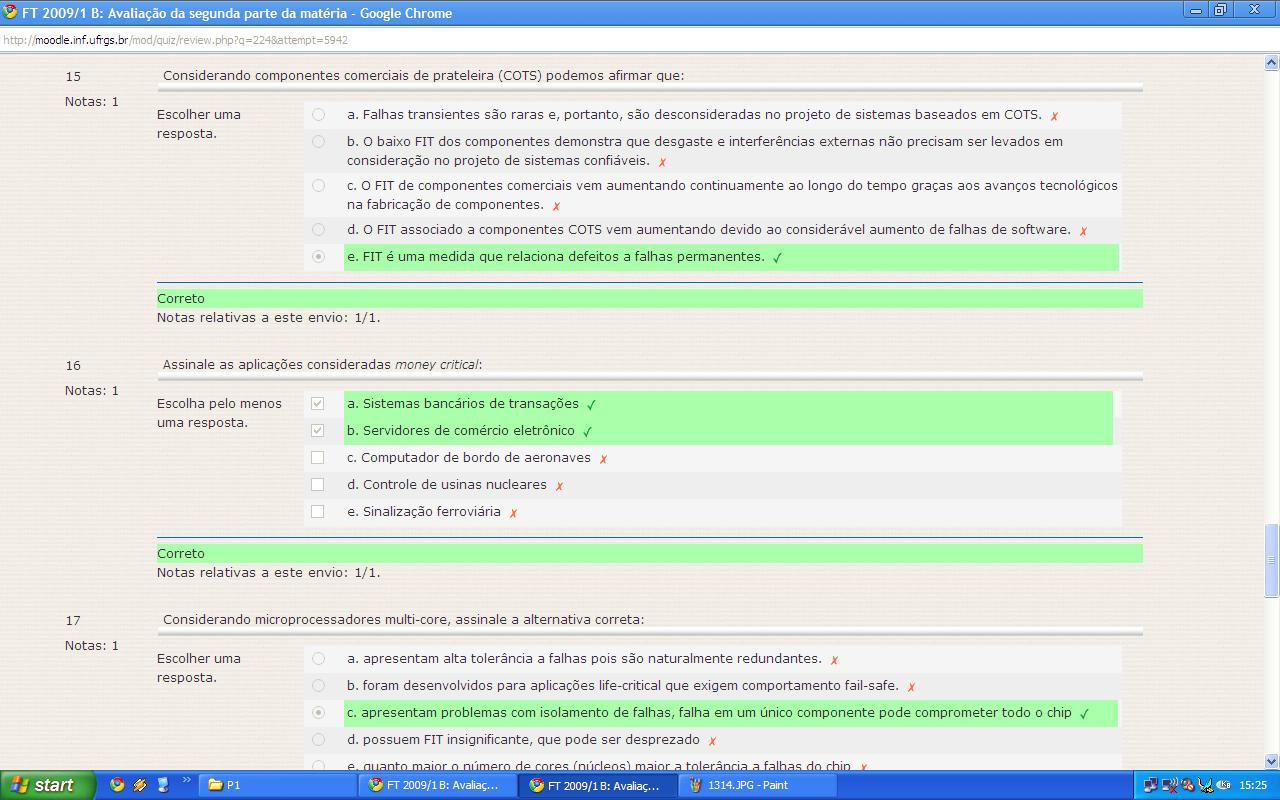 FT 2009/1 B: Avaliação da segunda parte da matéria - Google Chrome
http://moodle.inf.ufrgs.br/mod/quiz/review.php?q=224&attempt=5942
15
Considerando componentes comerciais de prateleira (COTS) podemos afirmar que:
Notas: 1
Escolher uma
resposta.
a. Falhas transientes são raras e, portanto, são desconsideradas no projeto de sistemas baseados em COTS. ✗
b. O baixo FIT dos componentes demonstra que desgaste e interferências externas não precisam ser levados em
consideração no projeto de sistemas confiáveis. ✗
c. O FIT de componentes comerciais vem aumentando continuamente ao longo do tempo graças aos avanços tecnológicos
na fabricação de componentes. ✗
d. O FIT associado a componentes COTS vem aumentando devido ao considerável aumento de falhas de software. ✗
e. FIT é uma medida que relaciona defeitos a falhas permanentes. ✓
Correto
Notas relativas a este envio: 1/1.
16
Assinale as aplicações consideradas money critical:
Notas: 1
Escolha pelo menos
uma resposta.
a. Sistemas bancários de transações ✓
b. Servidores de comércio eletrônico ✓
c. Computador de bordo de aeronaves ✗
d. Controle de usinas nucleares ✗
e. Sinalização ferroviária ✗
Correto
Notas relativas a este envio: 1/1.
17
Considerando microprocessadores multi-core, assinale a alternativa correta:
Notas: 1
Escolher uma
resposta.
a. apresentam alta tolerância a falhas pois são naturalmente redundantes. ✗
b. foram desenvolvidos para aplicações life-critical que exigem comportamento fail-safe. ✗
c. apresentam problemas com isolamento de falhas, falha em um único componente pode comprometer todo o chip ✓
d. possuem FIT insignificante, que pode ser desprezado ✗
e. quanto maior o número de cores (núcleos) maior a tolerância a falhas do chip ✗
start
P1
FT 2009/1 B: Avaliaç...
FT 2009/1 B: Avaliaç...
1314.JPG - Paint
15:25